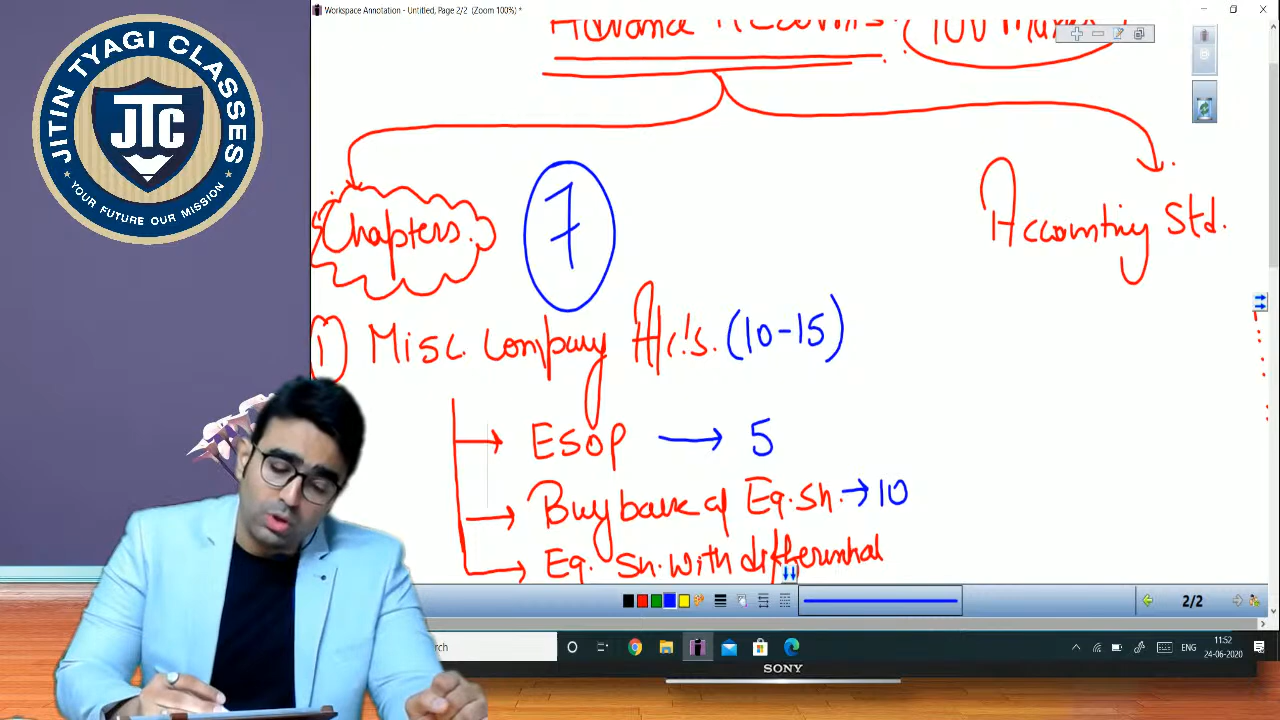 Workspace Annotation - Untitled, Page 2/2 (Zoom 100%) *
JITIN TYAGI CLASSES
JTC
YOUR FUTURE OUR MISSION
Advance Accounts (100 Marks)
Chapters. 7
Accounting Std.
1) Misc. Company A/c's. (10-15)
→ ESOP → 5
→ Buy back of Eq. Sh. → 10
→ Eq. Sh. with differential
2/2
ENG
11:52
24-06-2020
SONY